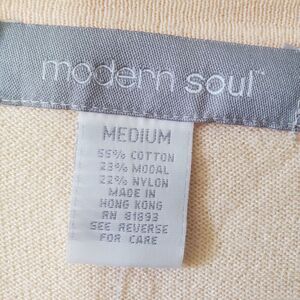 modern soul™
MEDIUM
55% COTTON
23% MODAL
22% NYLON
MADE IN
HONG KONG
RN 81893
SEE REVERSE
FOR CARE